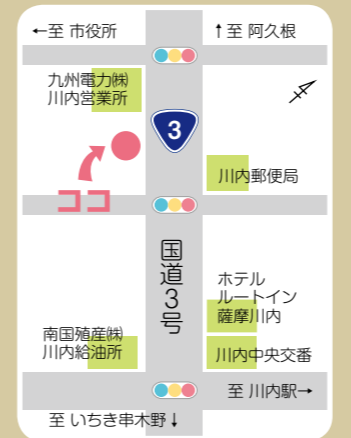 ←至 市役所
↑至 阿久根
九州電力㈱
川内営業所
3
川内郵便局
ココ
国道3号
ホテル
ルートイン
薩摩川内
南国殖産㈱
川内給油所
川内中央交番
至 川内駅→
至 いちき串木野↓